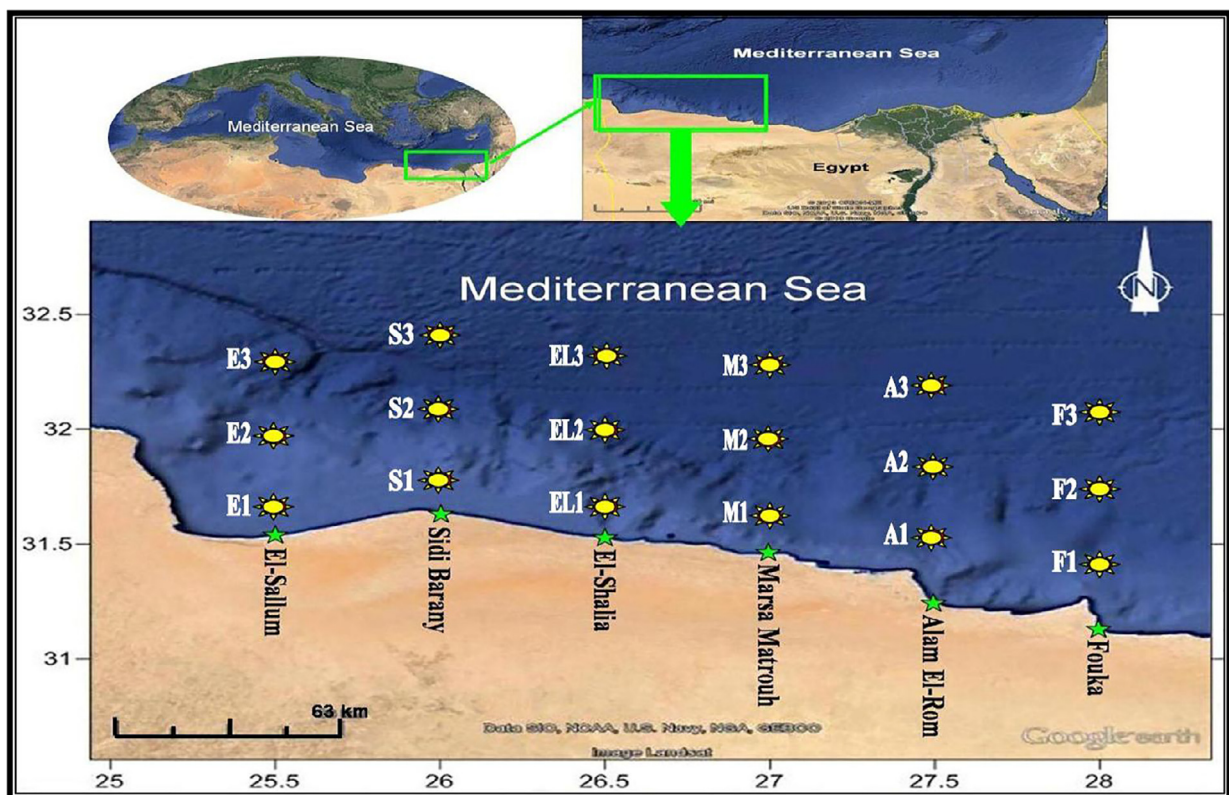 Mediterranean Sea
Mediterranean Sea
Egypt
Mediterranean Sea
N
32.5
32
31.5
31
E3
S3
EL3
M3
A3
F3
E2
S2
EL2
M2
A2
F2
E1
S1
EL1
M1
A1
F1
El-Sallum
Sidi Barany
El-Shalia
Marsa Matrouh
Alam El-Rom
Fouka
63 km
Data SIO, NOAA, U.S. Navy, NGA, GEBCO
Image Landsat
Google earth
25
25.5
26
26.5
27
27.5
28